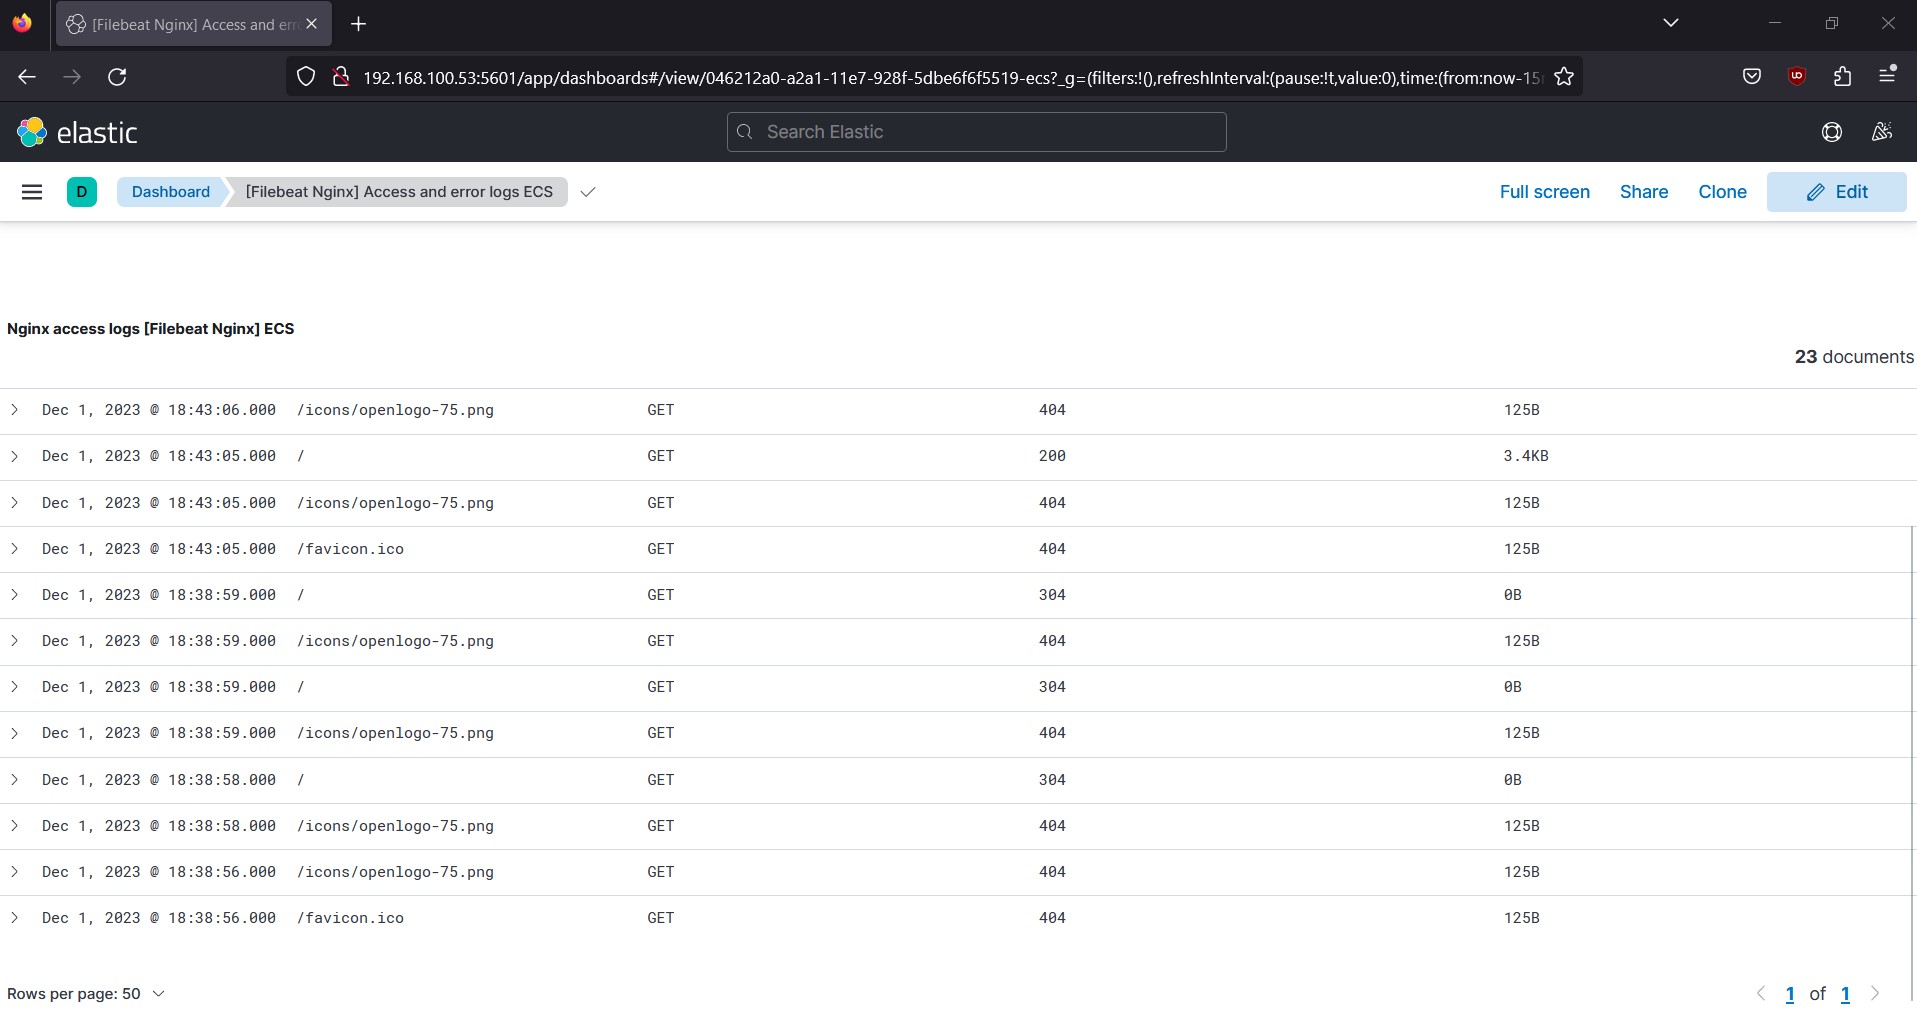 [Filebeat Nginx] Access and err
192.168.100.53:5601/app/dashboards#/view/046212a0-a2a1-11e7-928f-5dbe6f6f5519-ecs?_g=(filters:!(),refreshInterval:(pause:!t,value:0),time:(from:now-15
elastic Search Elastic
D Dashboard [Filebeat Nginx] Access and error logs ECS Full screen Share Clone Edit
Nginx access logs [Filebeat Nginx] ECS
23 documents
Dec 1, 2023 @ 18:43:06.000 /icons/openlogo-75.png GET 404 125B
Dec 1, 2023 @ 18:43:05.000 / GET 200 3.4KB
Dec 1, 2023 @ 18:43:05.000 /icons/openlogo-75.png GET 404 125B
Dec 1, 2023 @ 18:43:05.000 /favicon.ico GET 404 125B
Dec 1, 2023 @ 18:38:59.000 / GET 304 0B
Dec 1, 2023 @ 18:38:59.000 /icons/openlogo-75.png GET 404 125B
Dec 1, 2023 @ 18:38:59.000 / GET 304 0B
Dec 1, 2023 @ 18:38:59.000 /icons/openlogo-75.png GET 404 125B
Dec 1, 2023 @ 18:38:58.000 / GET 304 0B
Dec 1, 2023 @ 18:38:58.000 /icons/openlogo-75.png GET 404 125B
Dec 1, 2023 @ 18:38:56.000 /icons/openlogo-75.png GET 404 125B
Dec 1, 2023 @ 18:38:56.000 /favicon.ico GET 404 125B
Rows per page: 50 1 of 1